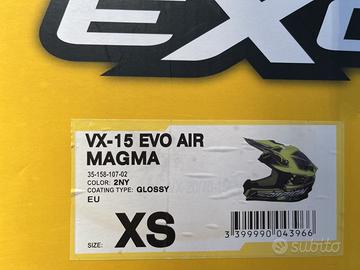 EXO
VX-15 EVO AIR
MAGMA
35-158-107-02
COLOR: 2NY
COATING TYPE: GLOSSY
EU
SIZE: XS
3 399990 043966
subito